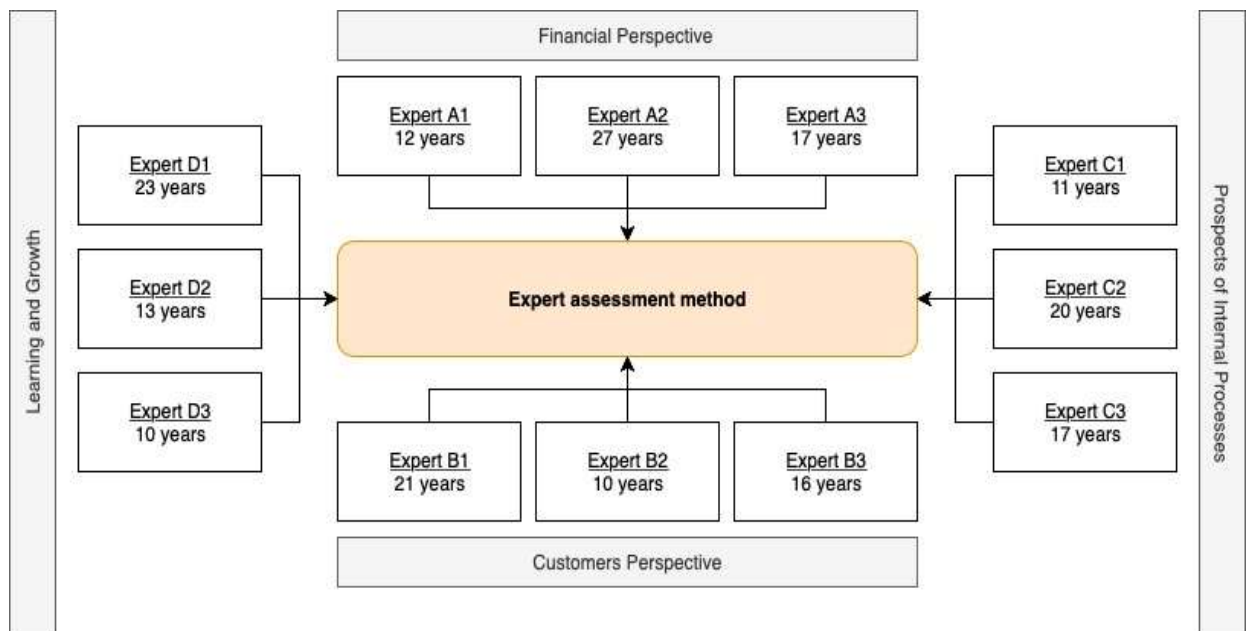 Financial Perspective
Expert A1
12 years
Expert A2
27 years
Expert A3
17 years
Learning and Growth
Expert D1
23 years
Expert D2
13 years
Expert D3
10 years
Expert assessment method
Expert C1
11 years
Expert C2
20 years
Expert C3
17 years
Prospects of Internal Processes
Expert B1
21 years
Expert B2
10 years
Expert B3
16 years
Customers Perspective